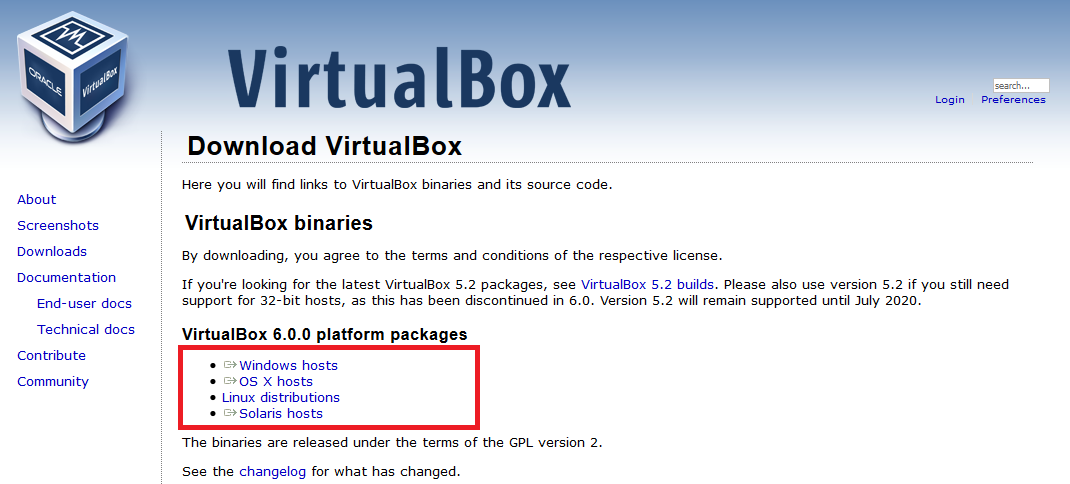 ORACLE
VirtualBox
VirtualBox
search...
Login Preferences
Download VirtualBox
Here you will find links to VirtualBox binaries and its source code.
About
Screenshots
Downloads
Documentation
End-user docs
Technical docs
Contribute
Community
VirtualBox binaries
By downloading, you agree to the terms and conditions of the respective license.
If you're looking for the latest VirtualBox 5.2 packages, see VirtualBox 5.2 builds. Please also use version 5.2 if you still need
support for 32-bit hosts, as this has been discontinued in 6.0. Version 5.2 will remain supported until July 2020.
VirtualBox 6.0.0 platform packages
• Windows hosts
• OS X hosts
• Linux distributions
• Solaris hosts
The binaries are released under the terms of the GPL version 2.
See the changelog for what has changed.